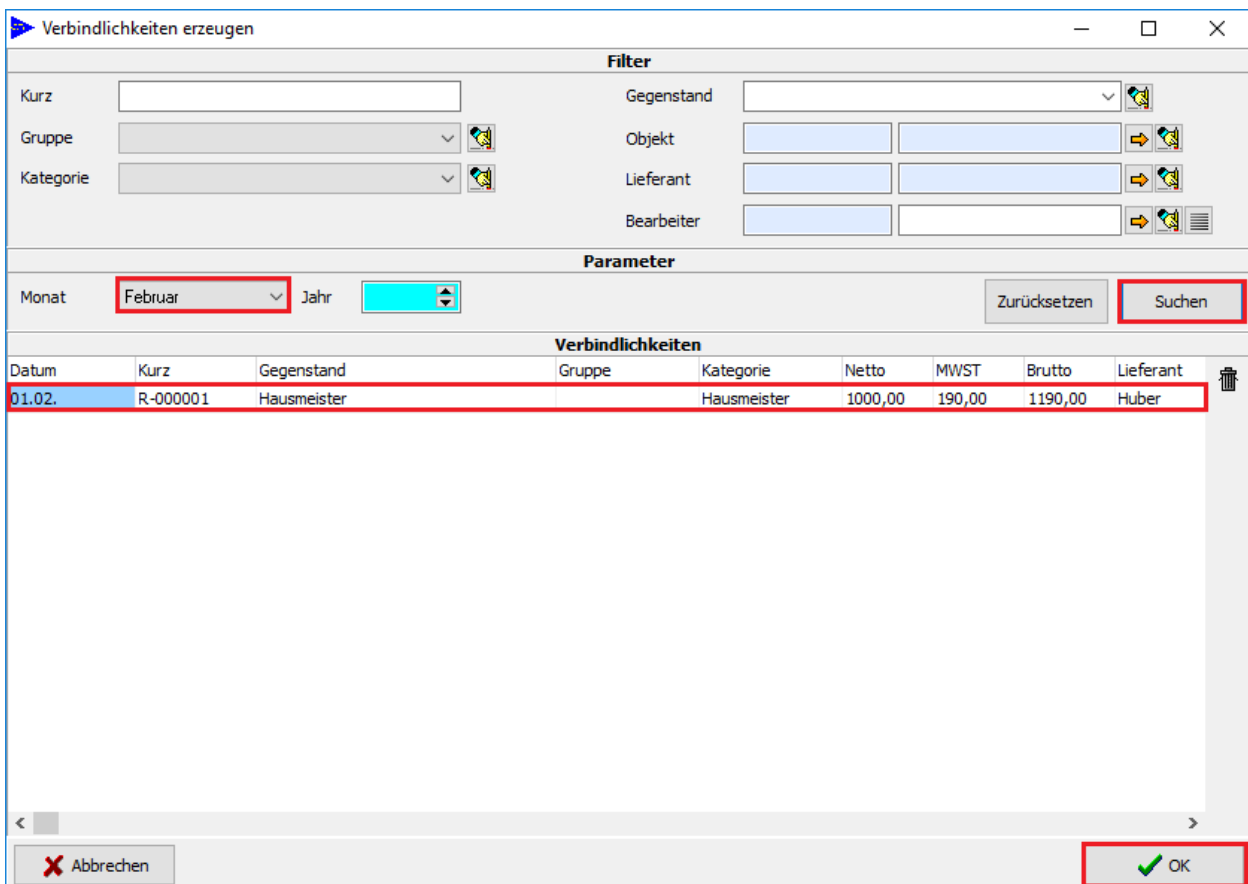 Verbindlichkeiten erzeugen
Filter
Kurz Gegenstand
Gruppe Objekt
Kategorie Lieferant
Bearbeiter
Parameter
Monat Februar Jahr Zurücksetzen Suchen
Verbindlichkeiten
Datum Kurz Gegenstand Gruppe Kategorie Netto MWST Brutto Lieferant
01.02. R-000001 Hausmeister Hausmeister 1000,00 190,00 1190,00 Huber
Abbrechen OK